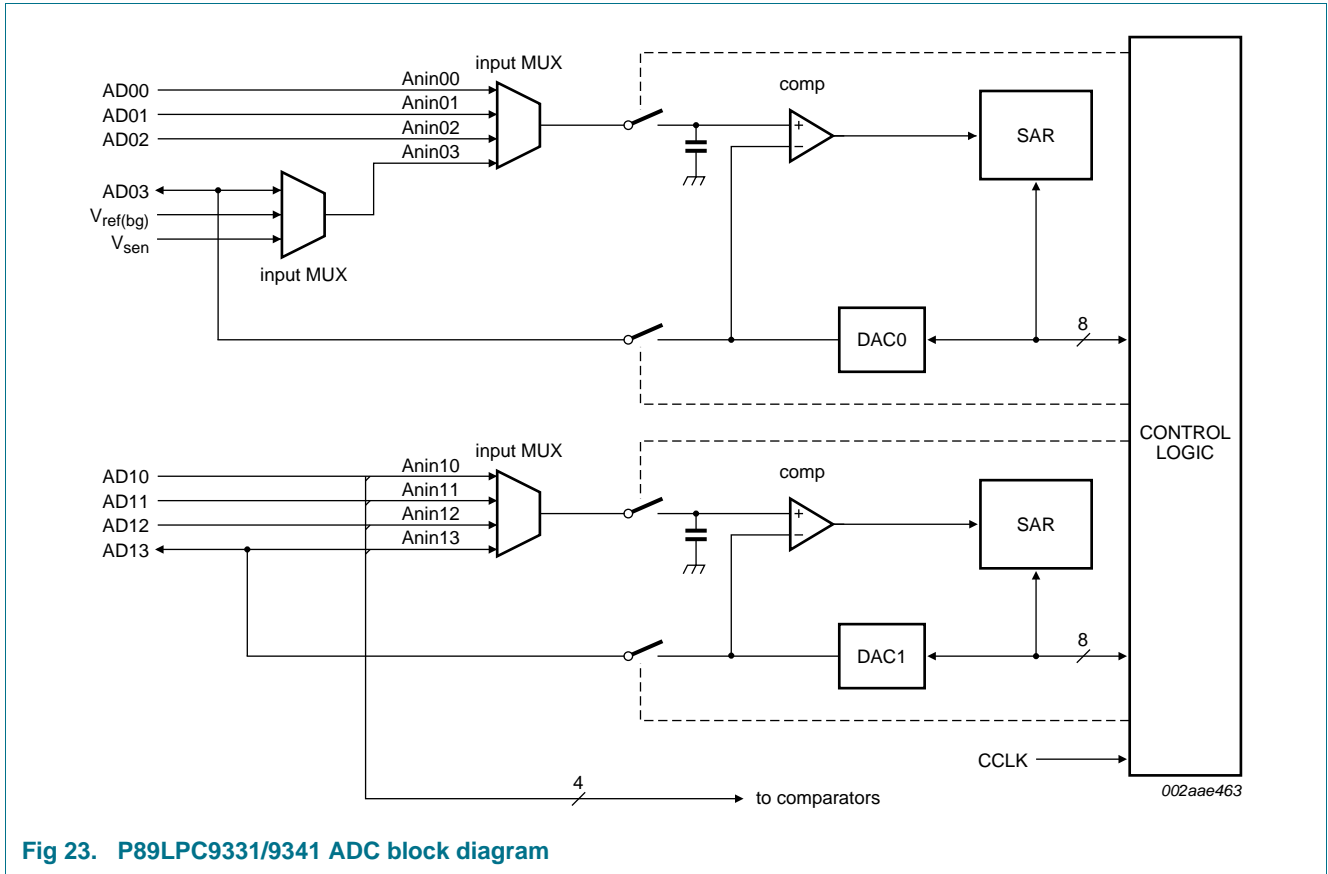 input MUX
AD00
Anin00
AD01
Anin01
AD02
Anin02
Anin03
AD03
Vref(bg)
Vsen
input MUX
comp
+
−
SAR
DAC0
8
CONTROL
LOGIC
input MUX
AD10
Anin10
AD11
Anin11
AD12
Anin12
AD13
Anin13
comp
+
−
SAR
DAC1
8
CCLK
4
to comparators
002aae463
Fig 23. P89LPC9331/9341 ADC block diagram